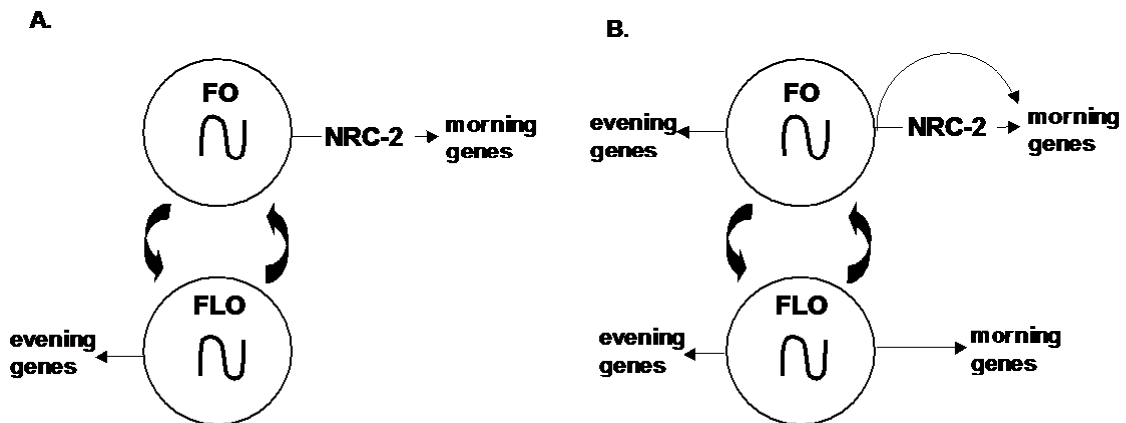 A.
FO
NRC-2
morning
genes
FLO
evening
genes
B.
FO
evening
genes
NRC-2
morning
genes
FLO
evening
genes
morning
genes